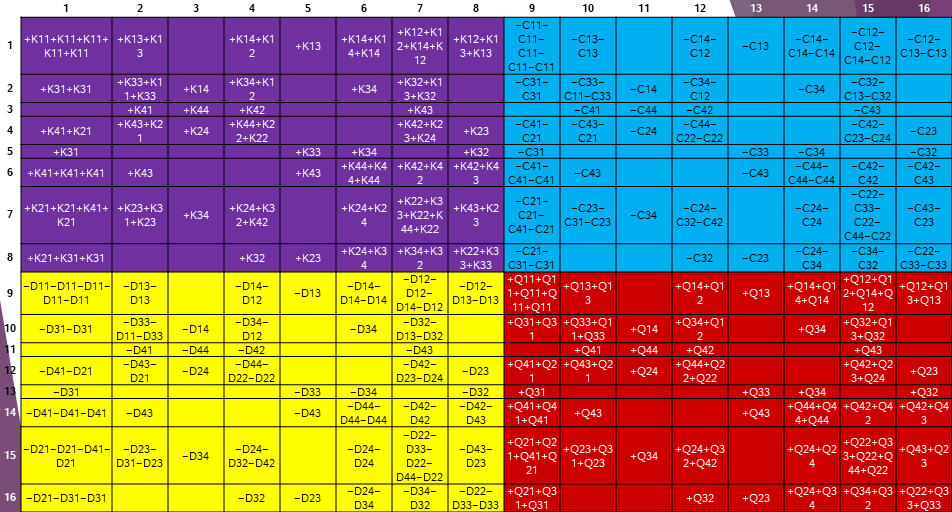 1 2 3 4 5 6 7 8 9 10 11 12 13 14 15 16
1 +K11+K11+K11+K11+K11 +K13+K13 +K14+K12 +K13 +K14+K14+K14 +K12+K12+K14+K12 +K12+K13+K13 −C11−C11−C11−C11−C11 −C13−C13 −C14−C12 −C13 −C14−C14−C14 −C12−C12−C14−C12 −C12−C13−C13
2 +K31+K31 +K33+K11+K33 +K14 +K34+K12 +K34 +K32+K13+K32 −C31−C31 −C33−C11−C33 −C11 −C34−C12 −C34 −C32−C13−C32
3 +K41 +K44 +K42 +K43 −C41 −C44 −C42 −C43
4 +K41+K21 +K43+K21 +K24 +K44+K22+K22 +K42+K23+K24 +K23 −C41−C21 −C43−C21 −C24 −C44−C22−C22 −C42−C23−C24 −C23
5 +K31 +K33 +K34 +K32 −C31 −C33 −C34 −C32
6 +K41+K41+K41 +K43 +K43 +K44+K44+K44 +K42+K42 +K42+K43 −C41−C41−C41 −C43 −C43 −C44−C44−C44 −C42−C42 −C42−C43
7 +K21+K21+K41+K21 +K23+K31+K23 +K34 +K24+K32+K42 +K24+K24 +K22+K33+K22+K44+K22 +K43+K23 −C21−C21−C41−C21 −C23−C31−C23 −C34 −C24−C32−C42 −C24−C24 −C22−C33−C22−C44−C22 −C43−C23
8 +K21+K31+K31 +K32 +K23 +K24+K34 +K34+K32 +K22+K33+K33 −C21−C31−C31 −C32 −C23 −C24−C34 −C34−C32 −C22−C33−C33
9 −D11−D11−D11−D11−D11 −D13−D13 −D14−D12 −D13 −D14−D14−D14 −D12−D12−D14−D12 −D12−D13−D13 +Q11+Q11+Q11+Q11+Q11 +Q13+Q13 +Q14+Q12 +Q13 +Q14+Q14+Q14 +Q12+Q12+Q14+Q12 +Q12+Q13+Q13
10 −D31−D31 −D33−D11−D33 −D14 −D34−D12 −D34 −D32−D13−D32 +Q31+Q31 +Q33+Q11+Q33 +Q14 +Q34+Q12 +Q34 +Q32+Q13+Q32
11 −D41 −D44 −D42 −D43 +Q41 +Q44 +Q42 +Q43
12 −D41−D21 −D43−D21 −D24 −D44−D22−D22 −D42−D23−D24 −D23 +Q41+Q21 +Q43+Q21 +Q24 +Q44+Q22+Q22 +Q42+Q23+Q24 +Q23
13 −D31 −D33 −D34 −D32 +Q31 +Q33 +Q34 +Q32
14 −D41−D41−D41 −D43 −D43 −D44−D44−D44 −D42−D42 −D42−D43 +Q41+Q41+Q41 +Q43 +Q43 +Q44+Q44+Q44 +Q42+Q42 +Q42+Q43
15 −D21−D21−D41−D21 −D23−D31−D23 −D34 −D24−D32−D42 −D24−D24 −D22−D33−D22−D44−D22 −D43−D23 +Q21+Q21+Q41+Q21 +Q23+Q31+Q23 +Q34 +Q24+Q32+Q42 +Q24+Q24 +Q22+Q33+Q22+Q44+Q22 +Q43+Q23
16 −D21−D31−D31 −D32 −D23 −D24−D34 −D34−D32 −D22−D33−D33 +Q21+Q31+Q31 +Q32 +Q23 +Q24+Q34 +Q34+Q32 +Q22+Q33+Q33